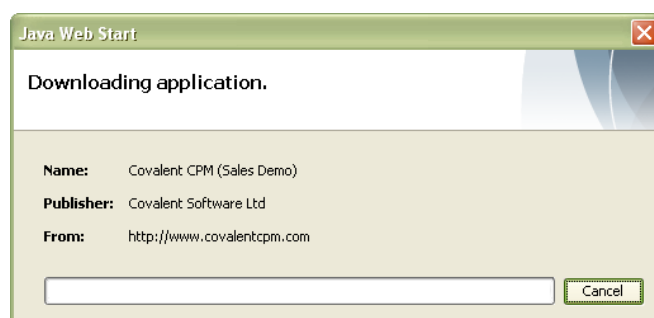 Java Web Start
Downloading application.
Name: Covalent CPM (Sales Demo)
Publisher: Covalent Software Ltd
From: http://www.covalentcpm.com
Cancel